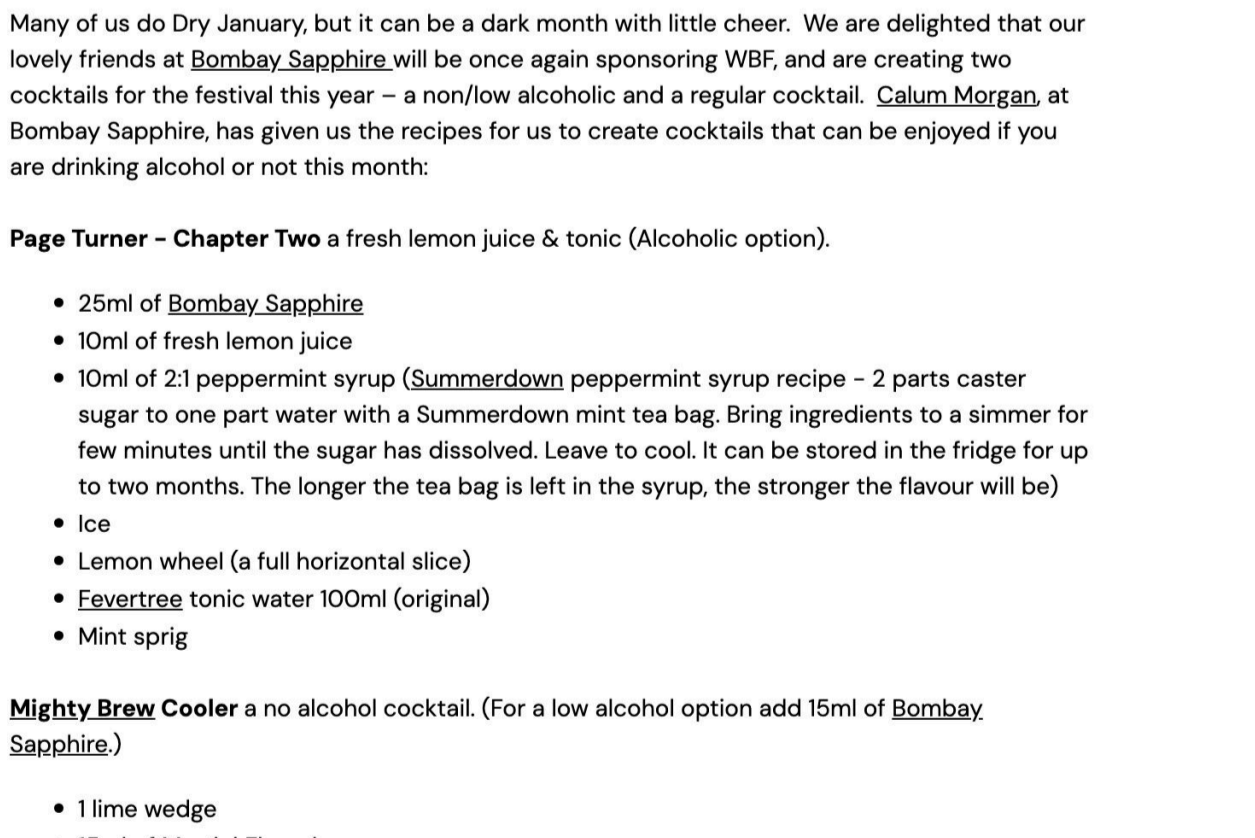 Many of us do Dry January, but it can be a dark month with little cheer.  We are delighted that our
lovely friends at Bombay Sapphire will be once again sponsoring WBF, and are creating two
cocktails for the festival this year – a non/low alcoholic and a regular cocktail.  Calum Morgan, at
Bombay Sapphire, has given us the recipes for us to create cocktails that can be enjoyed if you
are drinking alcohol or not this month:
Page Turner - Chapter Two a fresh lemon juice & tonic (Alcoholic option).
• 25ml of Bombay Sapphire
• 10ml of fresh lemon juice
• 10ml of 2:1 peppermint syrup (Summerdown peppermint syrup recipe - 2 parts caster
sugar to one part water with a Summerdown mint tea bag. Bring ingredients to a simmer for
few minutes until the sugar has dissolved. Leave to cool. It can be stored in the fridge for up
to two months. The longer the tea bag is left in the syrup, the stronger the flavour will be)
• Ice
• Lemon wheel (a full horizontal slice)
• Fevertree tonic water 100ml (original)
• Mint sprig
Mighty Brew Cooler a no alcohol cocktail. (For a low alcohol option add 15ml of Bombay
Sapphire.)
• 1 lime wedge